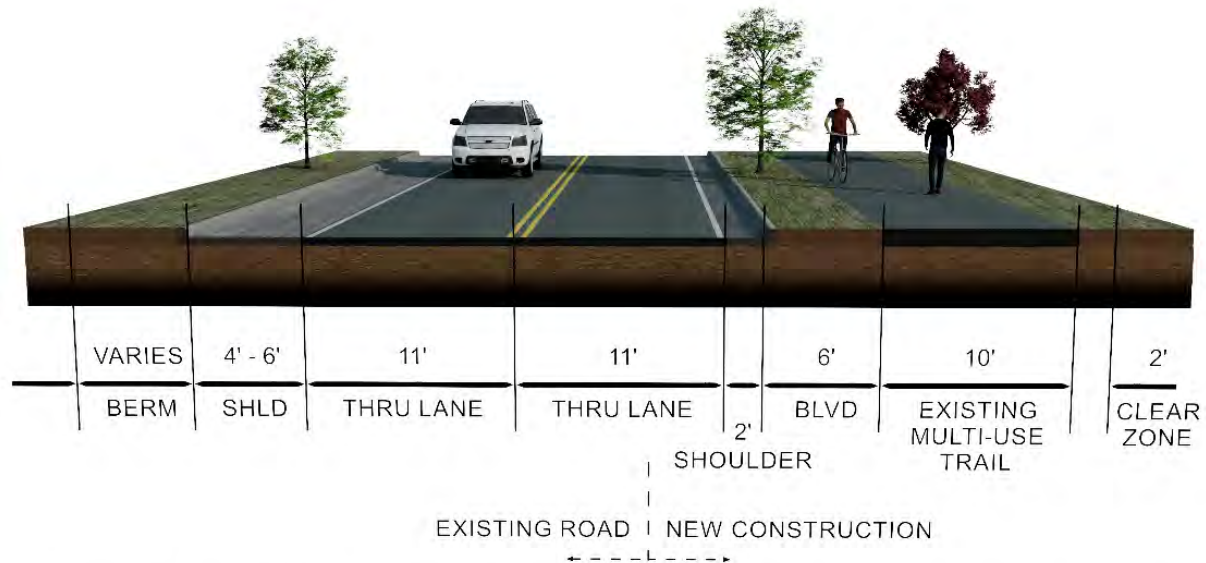 VARIES 4' - 6' 11' 11' 6' 10' 2'
BERM SHLD THRU LANE THRU LANE BLVD EXISTING CLEAR
MULTI-USE ZONE
TRAIL
2'
SHOULDER
EXISTING ROAD NEW CONSTRUCTION